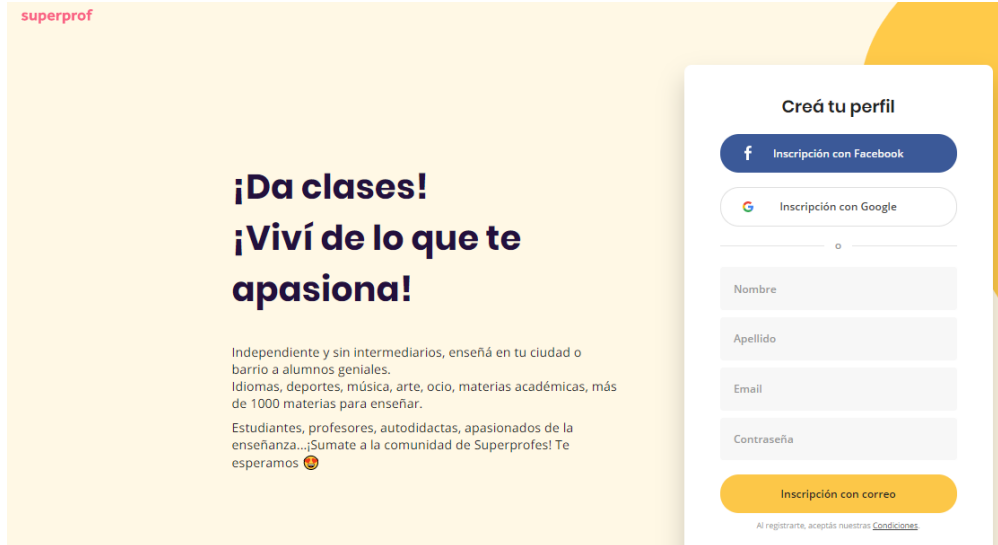 superprof
¡Da clases!
¡Viví de lo que te
apasiona!
Independiente y sin intermediarios, enseñá en tu ciudad o
barrio a alumnos geniales.
Idiomas, deportes, música, arte, ocio, materias académicas, más
de 1000 materias para enseñar.
Estudiantes, profesores, autodidactas, apasionados de la
enseñanza...¡Sumate a la comunidad de Superprofes! Te
esperamos 😍
Creá tu perfil
Inscripción con Facebook
Inscripción con Google
o
Nombre
Apellido
Email
Contraseña
Inscripción con correo
Al registrarte, aceptás nuestras Condiciones.